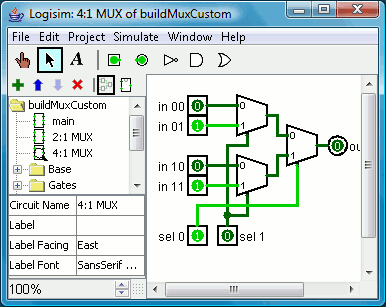 Logisim: 4:1 MUX of buildMuxCustom
File Edit Project Simulate Window Help
A
buildMuxCustom
main
2:1 MUX
4:1 MUX
Base
Gates
Circuit Name 4:1 MUX
Label
Label Facing East
Label Font SansSerif ...
100%
in 00 0 0
in 01 1 1
0
1 0 ou
in 10 0 0
in 11 1 1
sel 0 1 0 sel 1